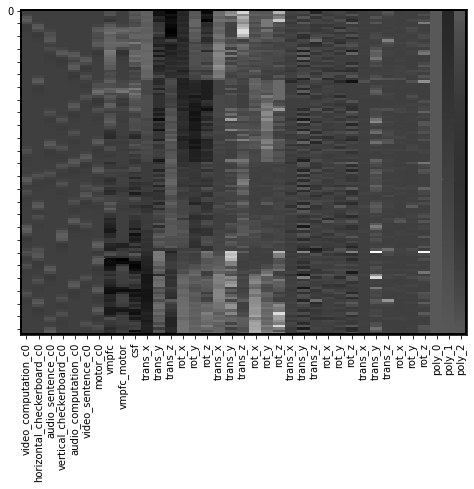 0
video_computation_c0
horizontal_checkerboard_c0
audio_sentence_c0
vertical_checkerboard_c0
audio_computation_c0
video_sentence_c0
motor_c0
vmpfc
vmpfc_motor
csf
trans_x
trans_y
trans_z
rot_x
rot_y
rot_z
trans_x
trans_y
trans_z
rot_x
rot_y
rot_z
trans_x
trans_y
trans_z
rot_x
rot_y
rot_z
trans_x
trans_y
trans_z
rot_x
rot_y
rot_z
poly_0
poly_1
poly_2